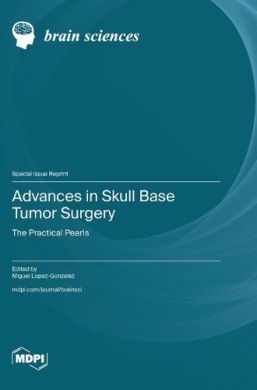 brain sciences
Special Issue Reprint
Advances in Skull Base
Tumor Surgery
The Practical Pearls
Edited by
Miguel Lopez-Gonzalez
mdpi.com/journal/brainsci
MDPI